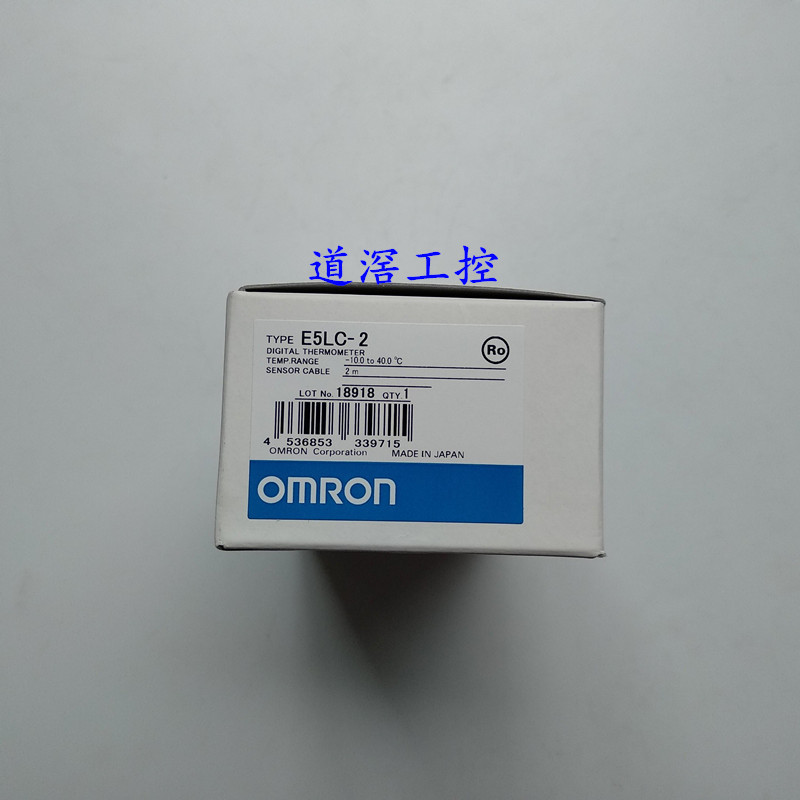 道滘工控
TYPE E5LC-2
DIGITAL THERMOMETER
TEMP.RANGE -10.0 to 40.0 ℃
SENSOR CABLE 2 m
Ro
LOT No. 18918 QTY. 1
4 536853 339715
OMRON Corporation MADE IN JAPAN
OMRON